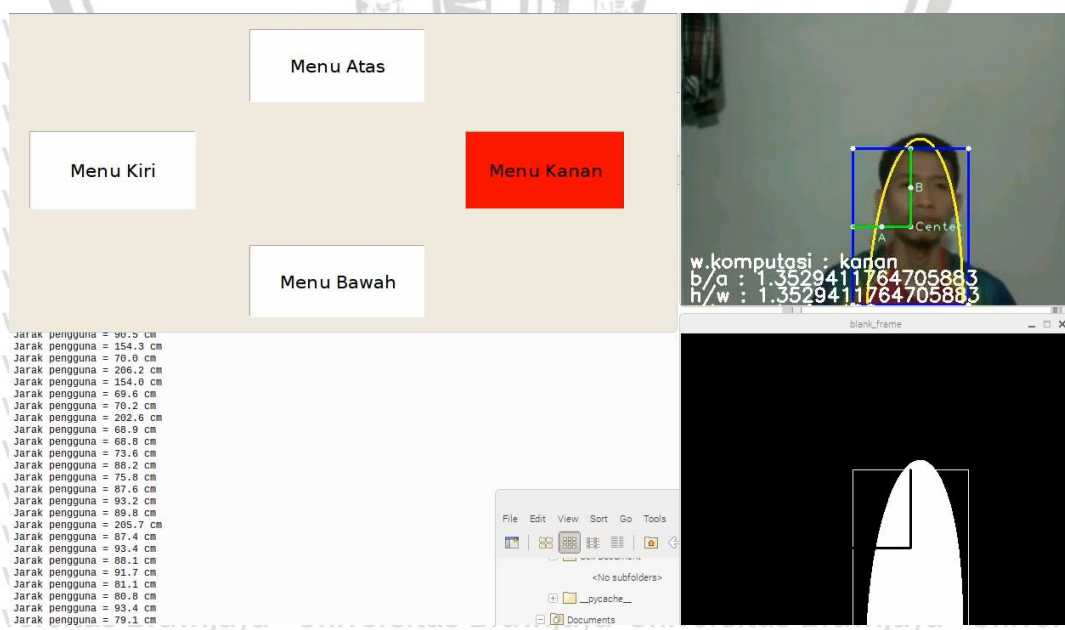 Menu Atas
Menu Kiri
Menu Kanan
Menu Bawah
B
Center
A
w.komputasi : kanan
b/a : 1.3529411764705883
h/w : 1.3529411764705883
blank_frame
Jarak pengguna = 90.5 cm
Jarak pengguna = 154.3 cm
Jarak pengguna = 70.0 cm
Jarak pengguna = 206.2 cm
Jarak pengguna = 154.0 cm
Jarak pengguna = 69.6 cm
Jarak pengguna = 70.2 cm
Jarak pengguna = 202.6 cm
Jarak pengguna = 68.9 cm
Jarak pengguna = 68.8 cm
Jarak pengguna = 73.6 cm
Jarak pengguna = 88.2 cm
Jarak pengguna = 75.8 cm
Jarak pengguna = 87.6 cm
Jarak pengguna = 93.2 cm
Jarak pengguna = 89.8 cm
Jarak pengguna = 205.7 cm
Jarak pengguna = 87.4 cm
Jarak pengguna = 93.4 cm
Jarak pengguna = 88.1 cm
Jarak pengguna = 91.7 cm
Jarak pengguna = 81.1 cm
Jarak pengguna = 80.8 cm
Jarak pengguna = 93.4 cm
Jarak pengguna = 79.1 cm
File Edit View Sort Go Tools
<No subfolders>
__pycache__
Documents